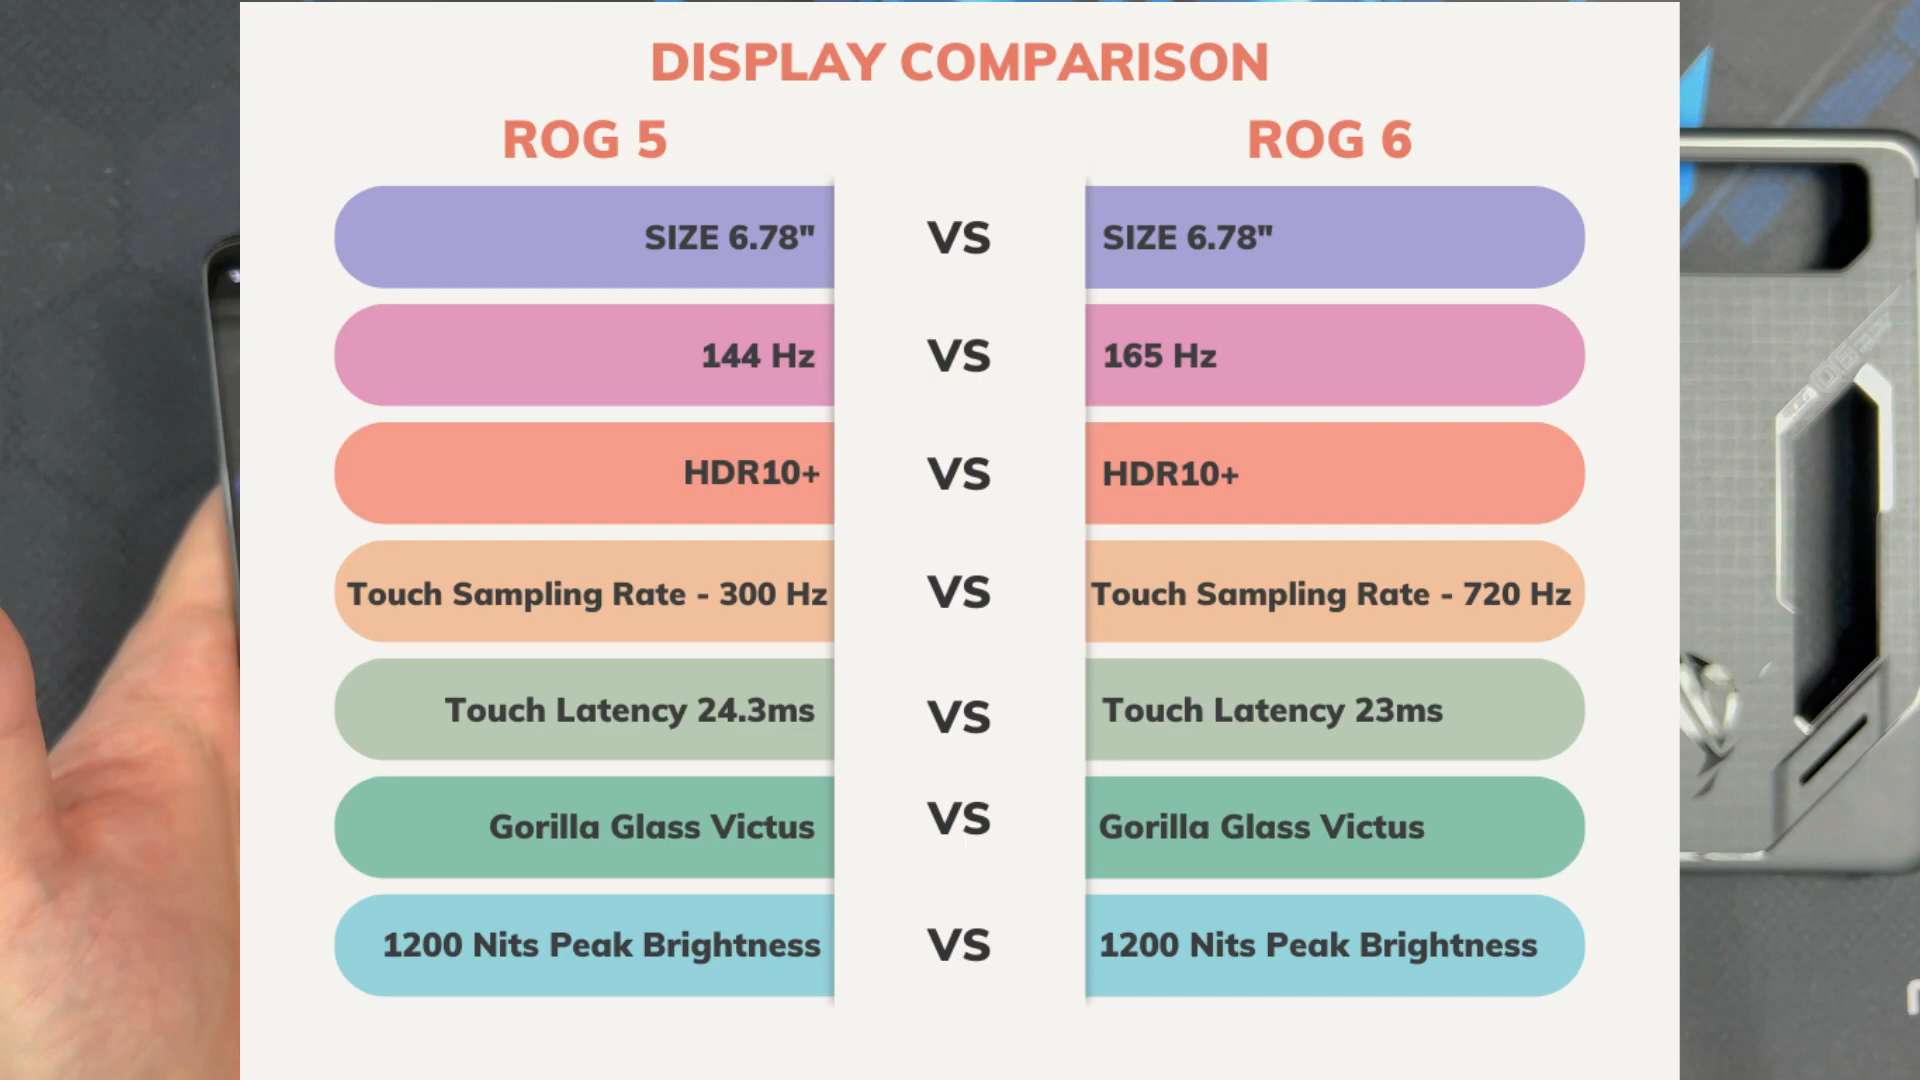 DISPLAY COMPARISON
ROG 5
ROG 6
SIZE 6.78" VS SIZE 6.78"
144 Hz VS 165 Hz
HDR10+ VS HDR10+
Touch Sampling Rate - 300 Hz VS Touch Sampling Rate - 720 Hz
Touch Latency 24.3ms VS Touch Latency 23ms
Gorilla Glass Victus VS Gorilla Glass Victus
1200 Nits Peak Brightness VS 1200 Nits Peak Brightness